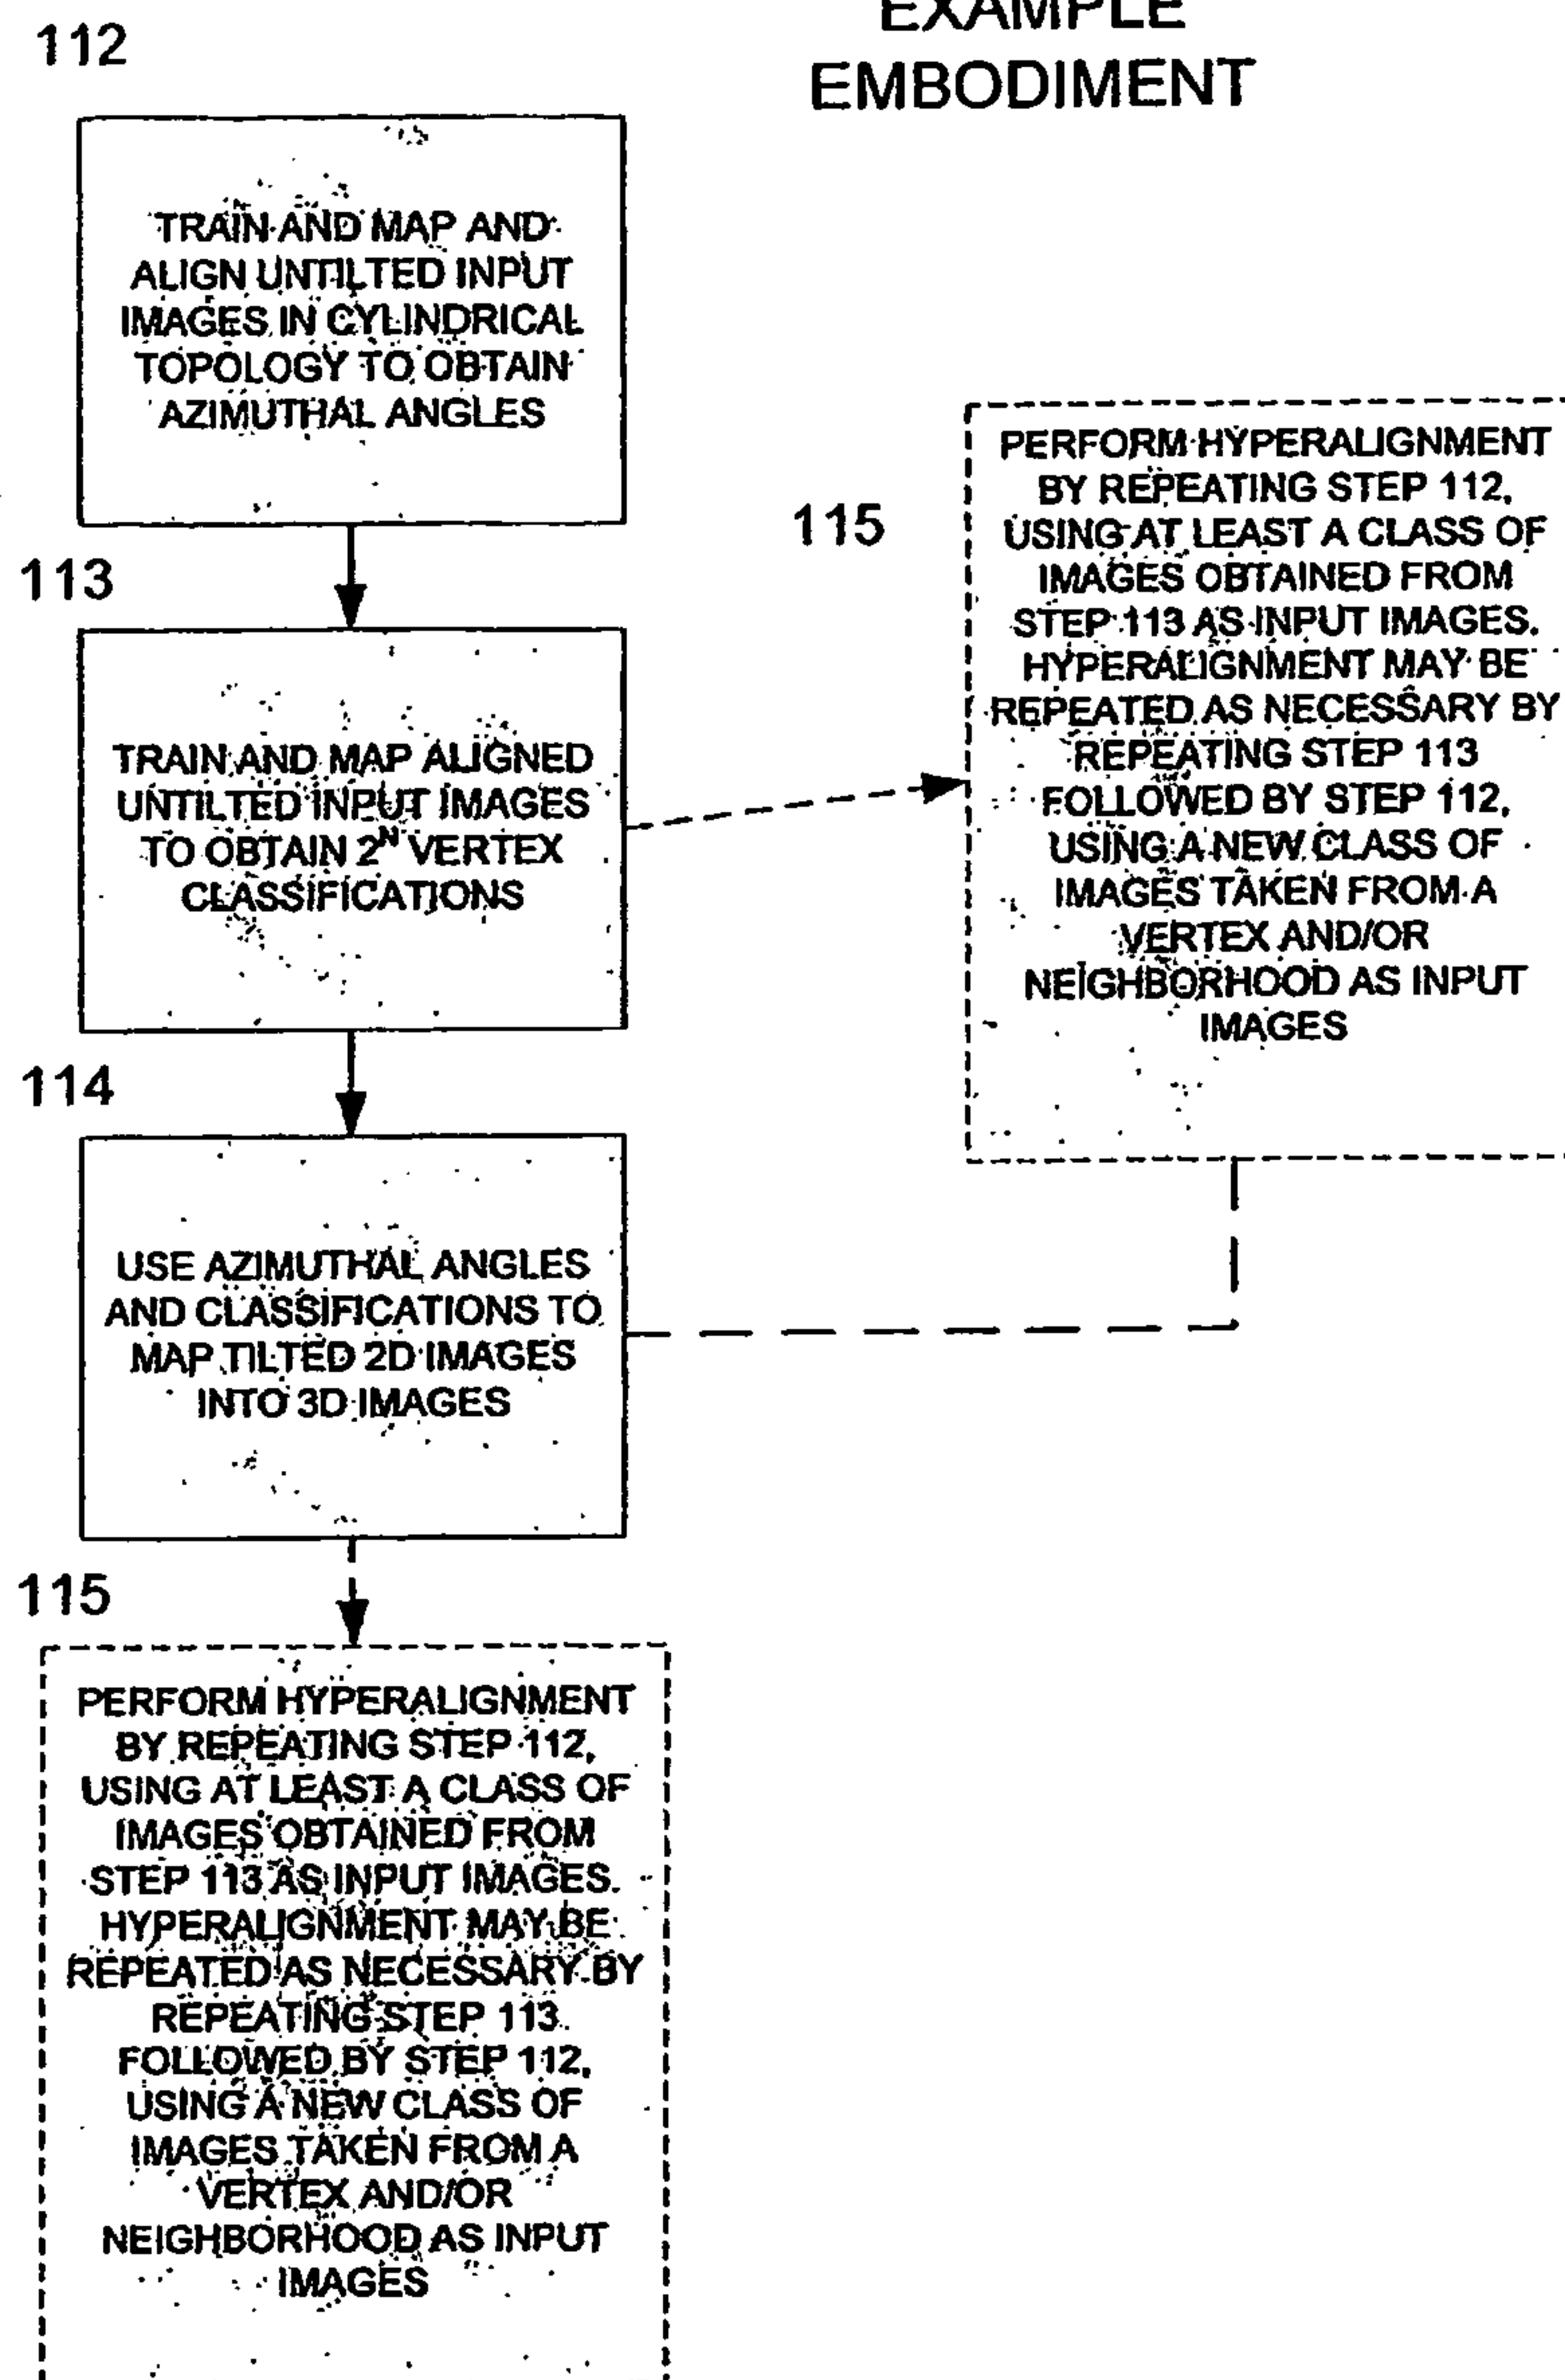 EXAMPLE
EMBODIMENT
112
TRAIN AND MAP AND
ALIGN UNTILTED INPUT
IMAGES IN CYLINDRICAL
TOPOLOGY TO OBTAIN
AZIMUTHAL ANGLES
113
TRAIN AND MAP ALIGNED
UNTILTED INPUT IMAGES
TO OBTAIN 2^N VERTEX
CLASSIFICATIONS
115
PERFORM HYPERALIGNMENT
BY REPEATING STEP 112,
USING AT LEAST A CLASS OF
IMAGES OBTAINED FROM
STEP 113 AS INPUT IMAGES.
HYPERALIGNMENT MAY BE
REPEATED AS NECESSARY BY
REPEATING STEP 113
FOLLOWED BY STEP 112,
USING A NEW CLASS OF
IMAGES TAKEN FROM A
VERTEX AND/OR
NEIGHBORHOOD AS INPUT
IMAGES
114
USE AZIMUTHAL ANGLES
AND CLASSIFICATIONS TO
MAP TILTED 2D IMAGES
INTO 3D IMAGES
115
PERFORM HYPERALIGNMENT
BY REPEATING STEP 112,
USING AT LEAST A CLASS OF
IMAGES OBTAINED FROM
STEP 113 AS INPUT IMAGES.
HYPERALIGNMENT MAY BE
REPEATED AS NECESSARY BY
REPEATING STEP 113
FOLLOWED BY STEP 112,
USING A NEW CLASS OF
IMAGES TAKEN FROM A
VERTEX AND/OR
NEIGHBORHOOD AS INPUT
IMAGES